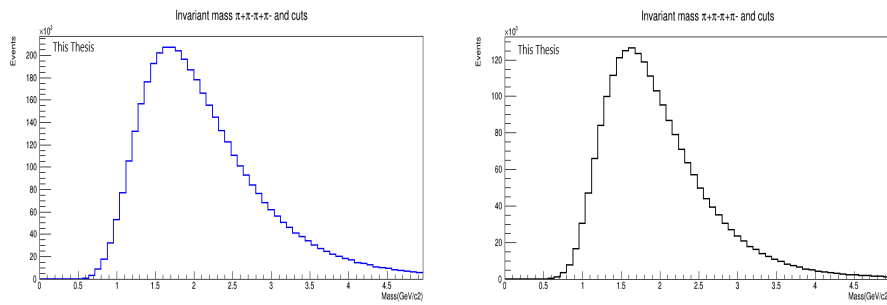 Invariant mass π+π-π+π- and cuts
×10³
This Thesis
Events
200
180
160
140
120
100
80
60
40
20
0
0 0.5 1 1.5 2 2.5 3 3.5 4 4.5
Mass(GeV/c2)
Invariant mass π+π-π+π- and cuts
×10³
This Thesis
Events
120
100
80
60
40
20
0
0 0.5 1 1.5 2 2.5 3 3.5 4 4.5
Mass(GeV/c2)